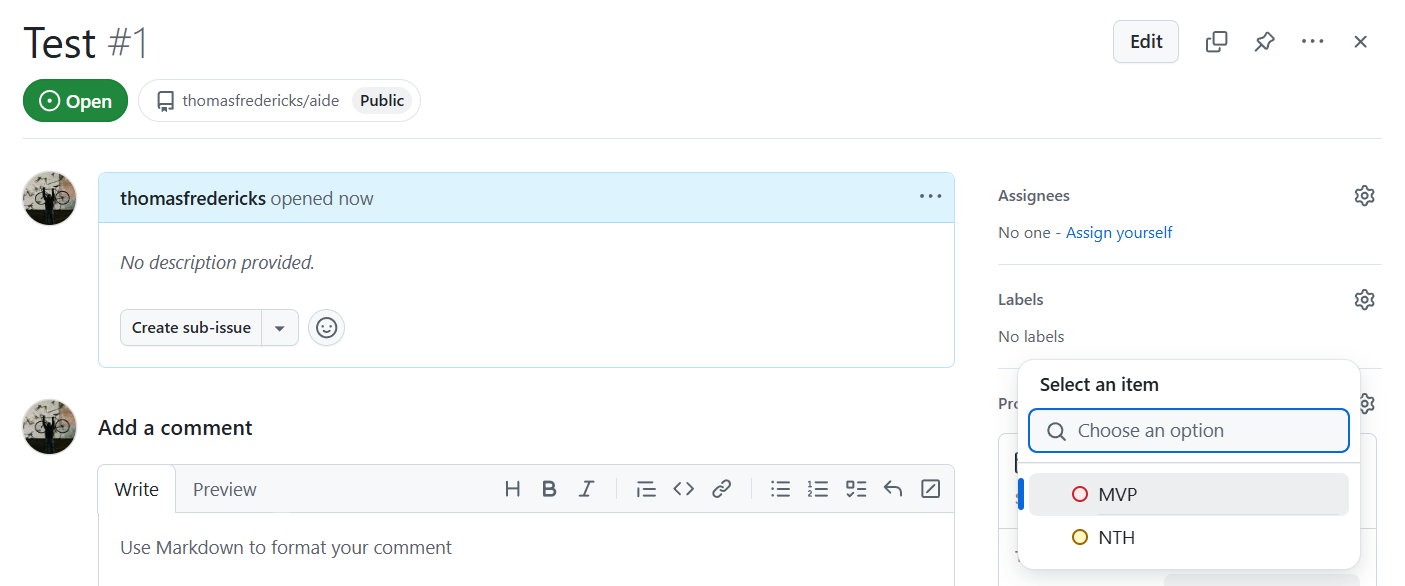 Test #1
Edit
Open
thomasfredericks/aide Public
thomasfredericks opened now
No description provided.
Create sub-issue
Add a comment
Write Preview
Use Markdown to format your comment
Assignees
No one - Assign yourself
Labels
No labels
Select an item
Choose an option
MVP
NTH